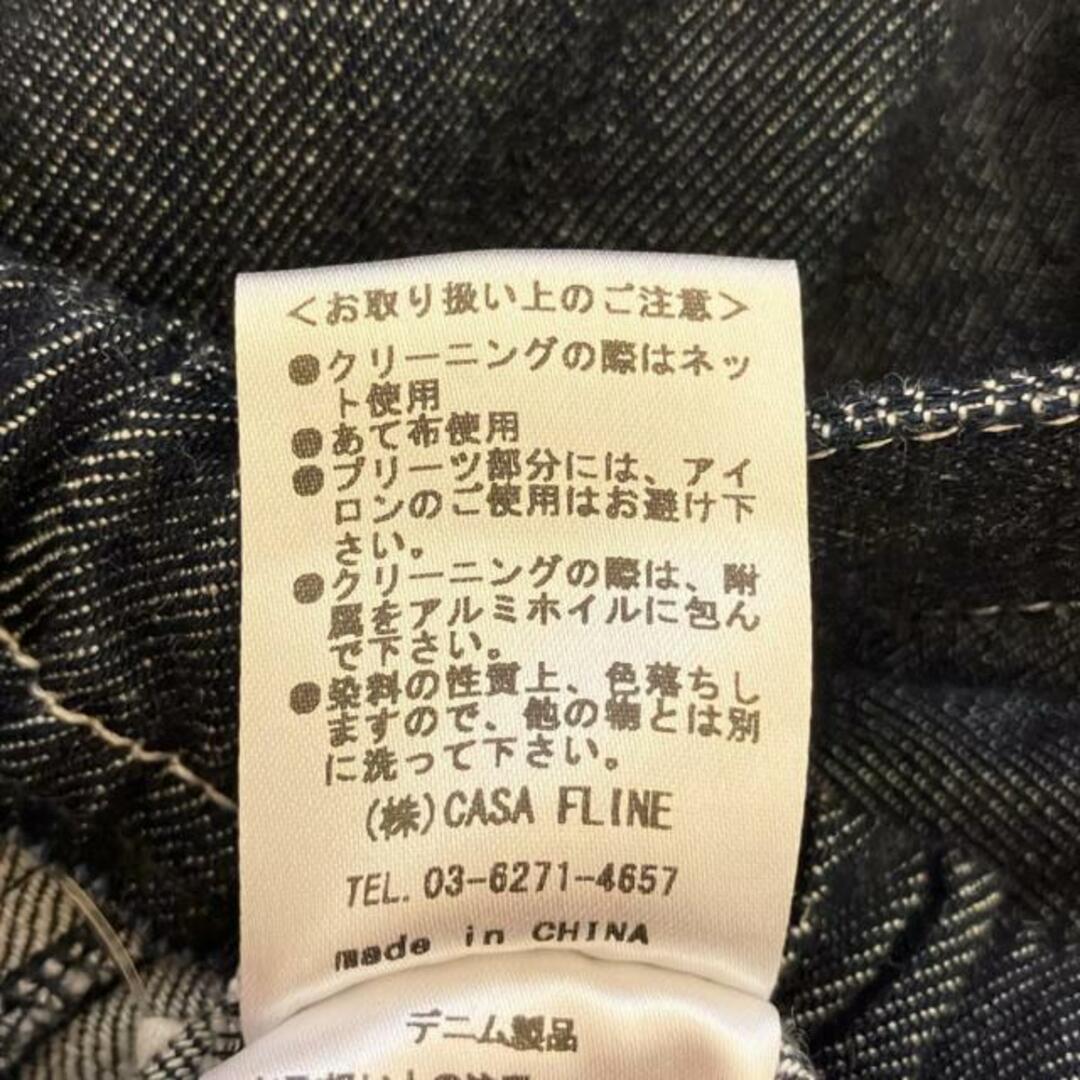 ＜お取り扱い上のご注意＞
●クリーニングの際はネッ
ト使用
●あて布使用
●プリーツ部分には、アイ
ロンのご使用はお避け下
さい。
●クリーニングの際は、附
属をアルミホイルに包ん
で下さい。
●染料の性質上、色落ちし
ますので、他の物とは別
に洗って下さい。
(株)CASA FLINE
TEL. 03-6271-4657
made in CHINA
デニム製品